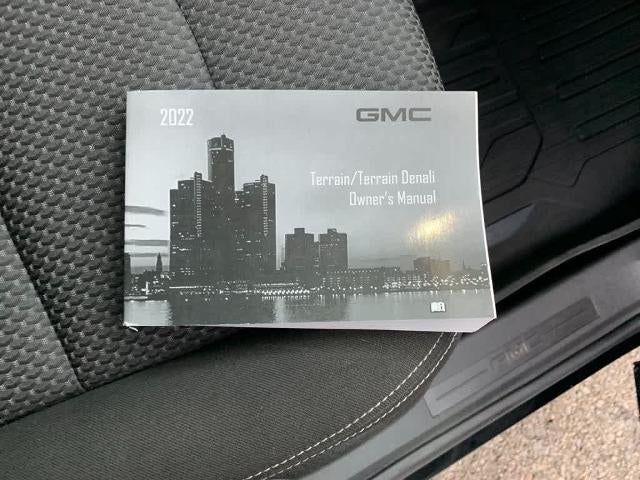 2022
GMC
Terrain/Terrain Denali
Owner's Manual